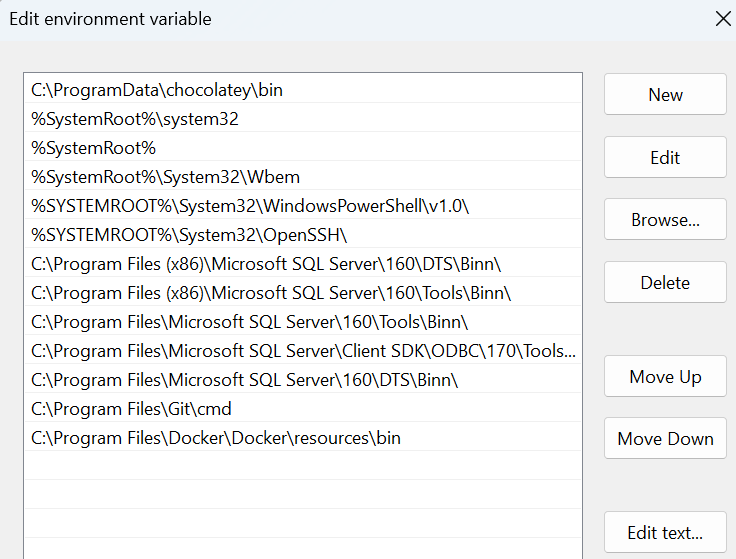 Edit environment variable
C:\ProgramData\chocolatey\bin
%SystemRoot%\system32
%SystemRoot%
%SystemRoot%\System32\Wbem
%SYSTEMROOT%\System32\WindowsPowerShell\v1.0\
%SYSTEMROOT%\System32\OpenSSH\
C:\Program Files (x86)\Microsoft SQL Server\160\DTS\Binn\
C:\Program Files (x86)\Microsoft SQL Server\160\Tools\Binn\
C:\Program Files\Microsoft SQL Server\160\Tools\Binn\
C:\Program Files\Microsoft SQL Server\Client SDK\ODBC\170\Tools...
C:\Program Files\Microsoft SQL Server\160\DTS\Binn\
C:\Program Files\Git\cmd
C:\Program Files\Docker\Docker\resources\bin
New
Edit
Browse...
Delete
Move Up
Move Down
Edit text...